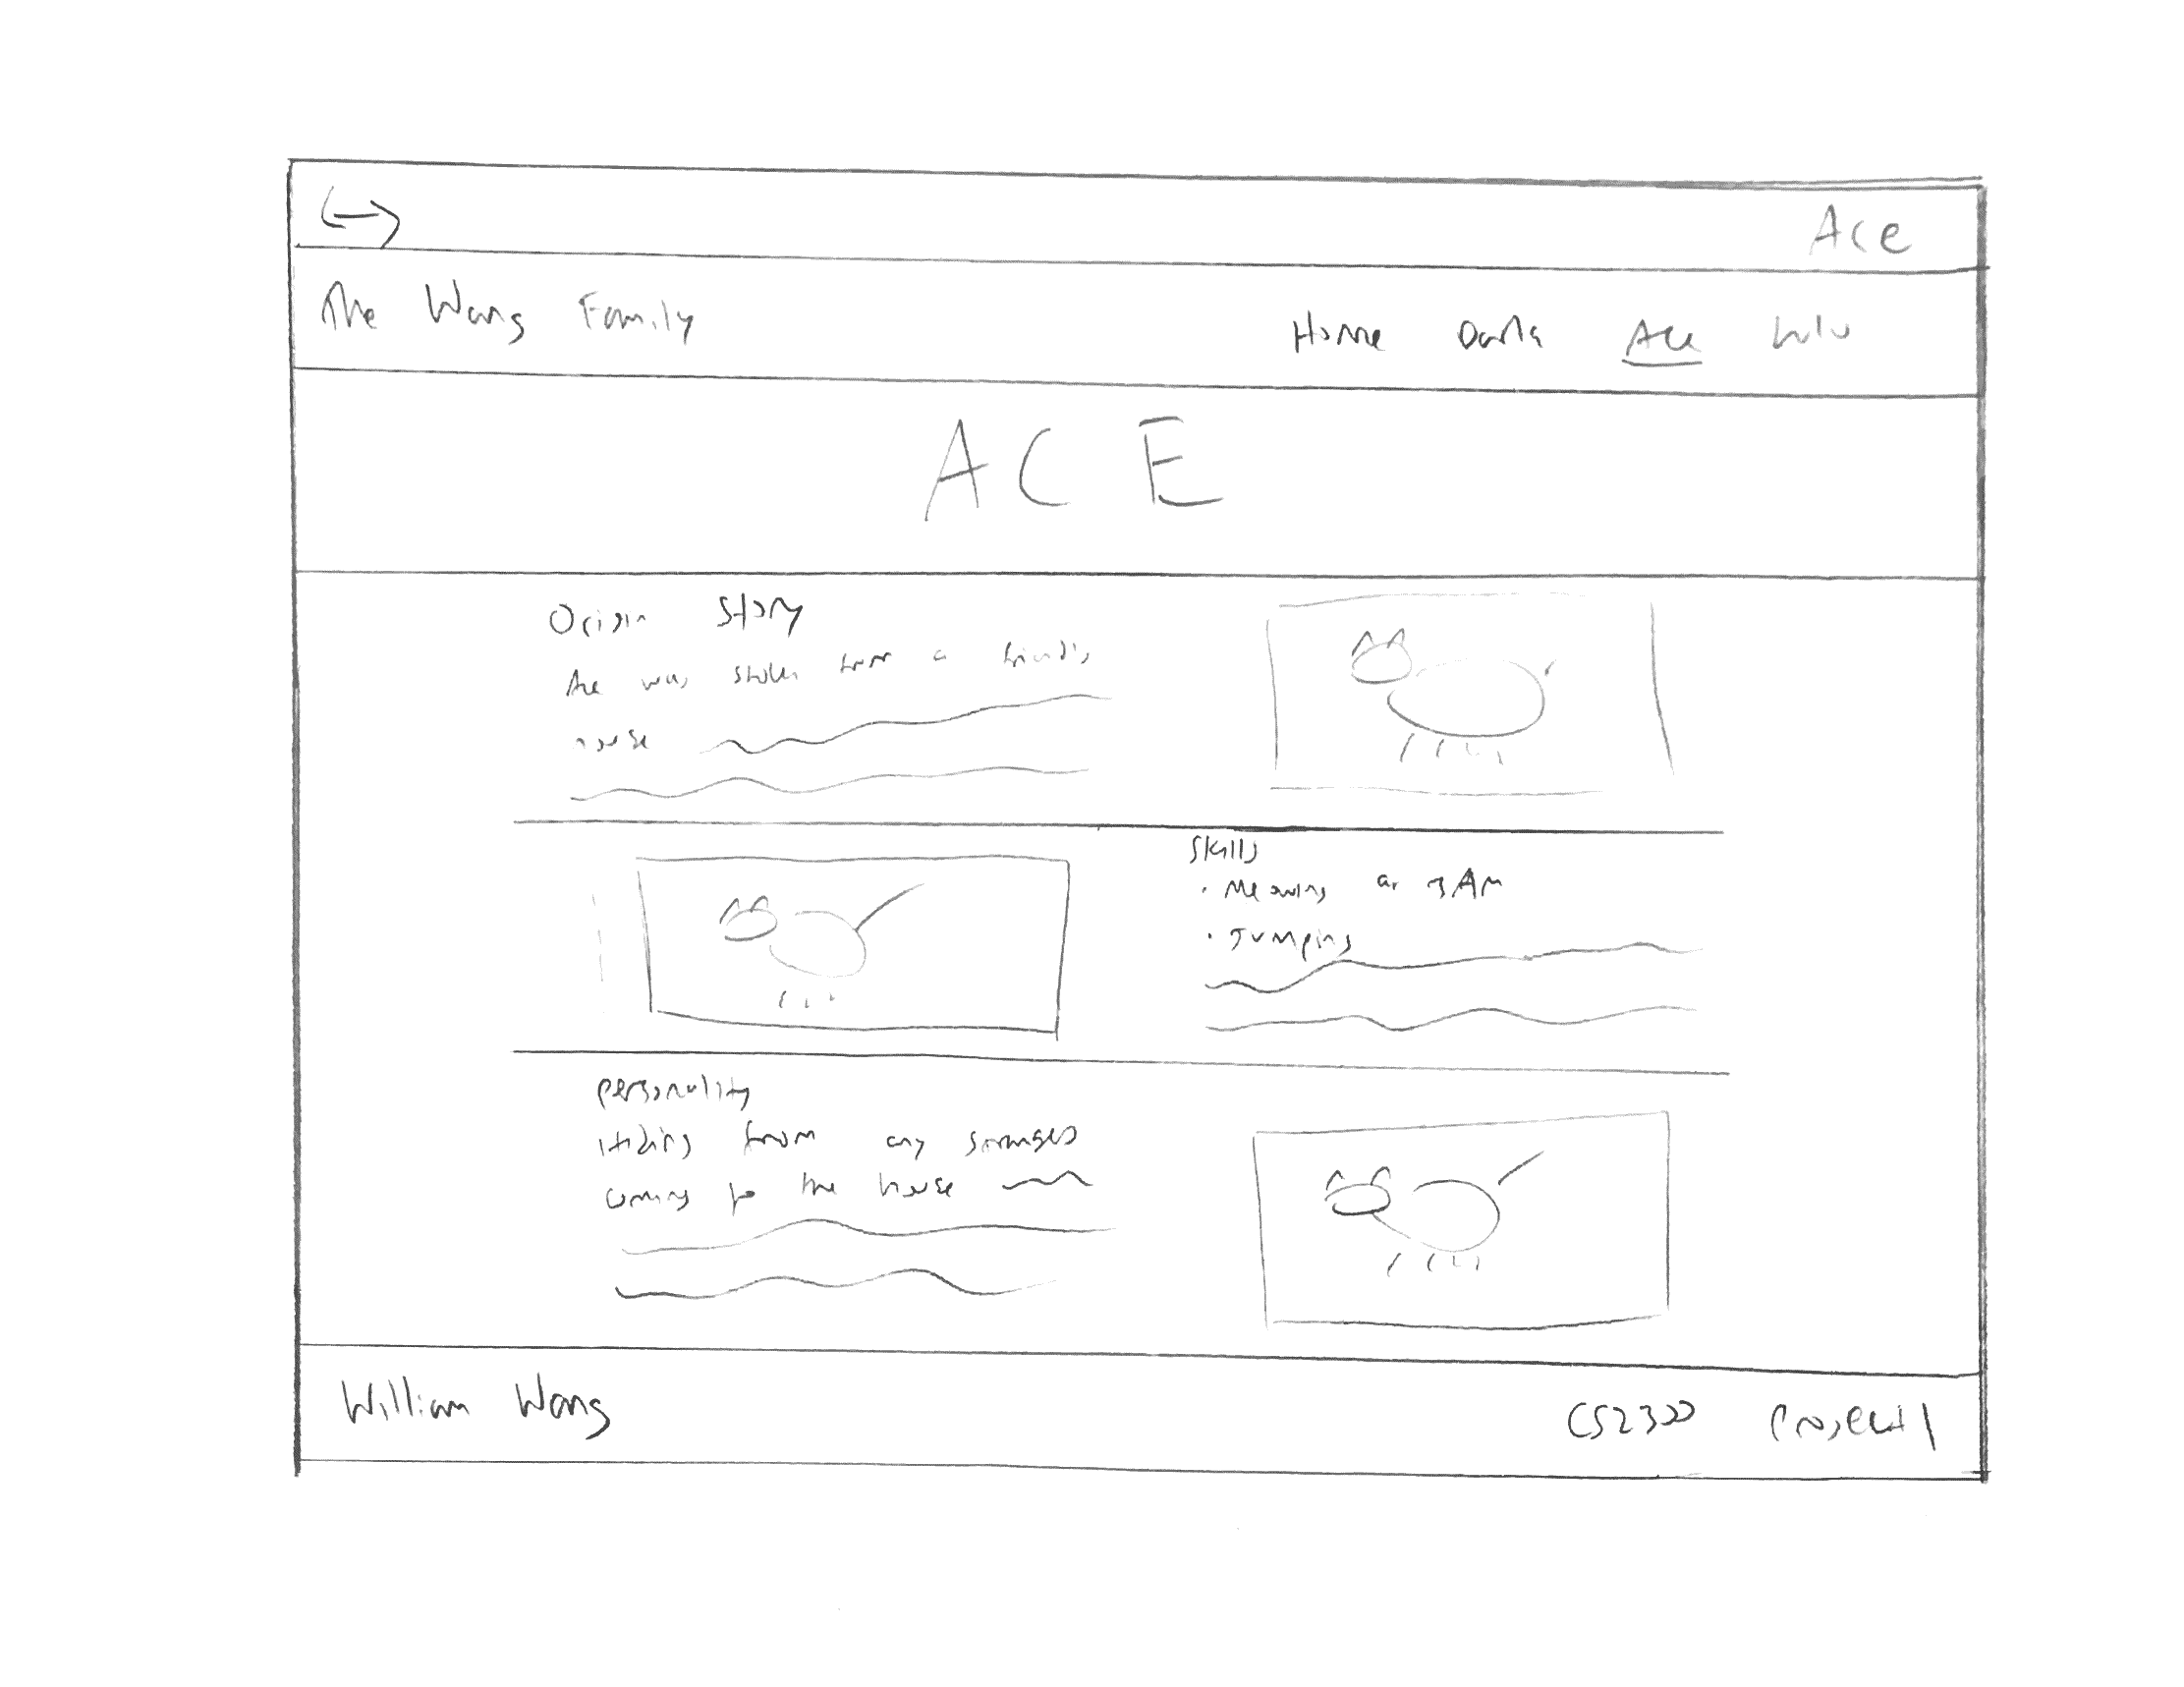 Ace
The Wang Family
Home Darla Ace Lulu
ACE
Origin Story
Ace was stolen from a friend's
house
Skills
• Meowing at 3AM
• Jumping
Personality
Hiding from any strangers
coming to the house
William Wang
CS2300 Project 1